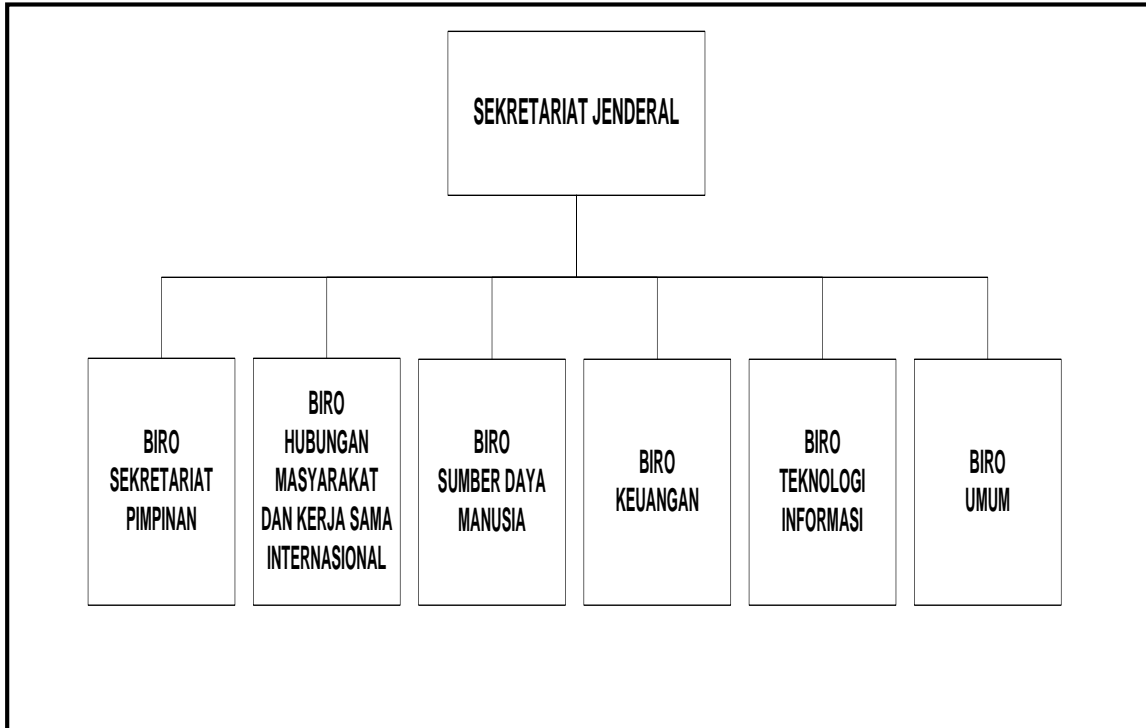 SEKRETARIAT JENDERAL
BIRO
SEKRETARIAT
PIMPINAN
BIRO
HUBUNGAN
MASYARAKAT
DAN KERJA SAMA
INTERNASIONAL
BIRO
SUMBER DAYA
MANUSIA
BIRO
KEUANGAN
BIRO
TEKNOLOGI
INFORMASI
BIRO
UMUM